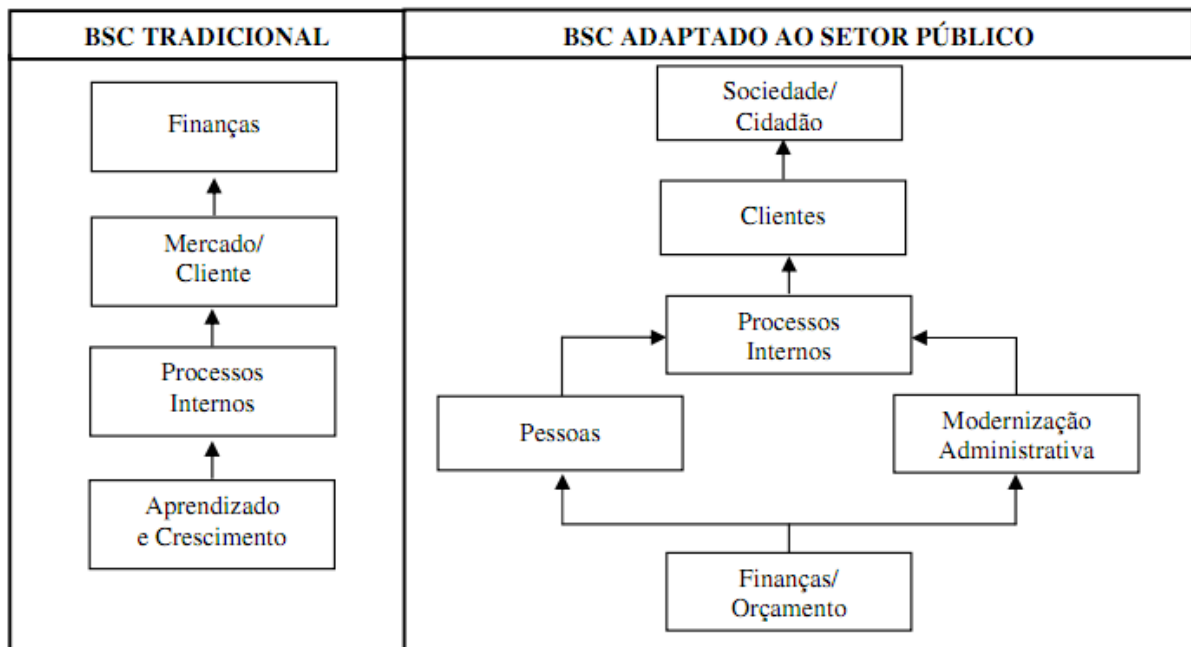 BSC TRADICIONAL
Finanças
Mercado/
Cliente
Processos
Internos
Aprendizado
e Crescimento
BSC ADAPTADO AO SETOR PÚBLICO
Sociedade/
Cidadão
Clientes
Processos
Internos
Pessoas
Modernização
Administrativa
Finanças/
Orçamento